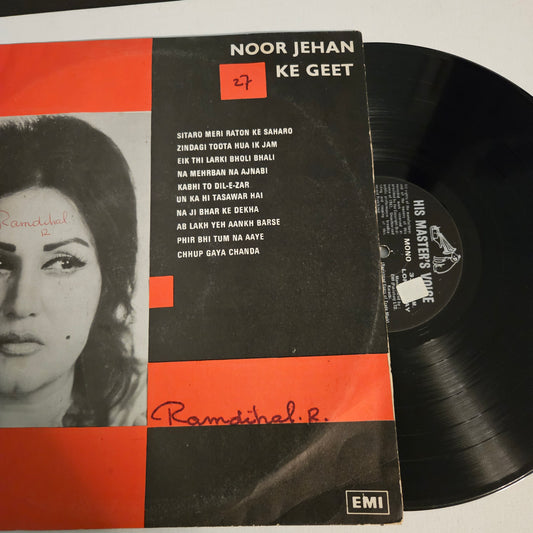 NOOR JEHAN
KE GEET
27
SITARO MERI RATON KE SAHARO
ZINDAGI TOOTA HUA IK JAM
EIK THI LARKI BHOLI BHALI
NA MEHRBAN NA AJNABI
KABHI TO DIL-E-ZAR
UN KA HI TASAWAR HAI
NA JI BHAR KE DEKHA
AB LAKH YEH AANKH BARSE
PHIR BHI TUM NA AAYE
CHHUP GAYA CHANDA
Ramdihal.
R.
Ramdihal. R.
EMI
HIS MASTER'S VOICE
MONO